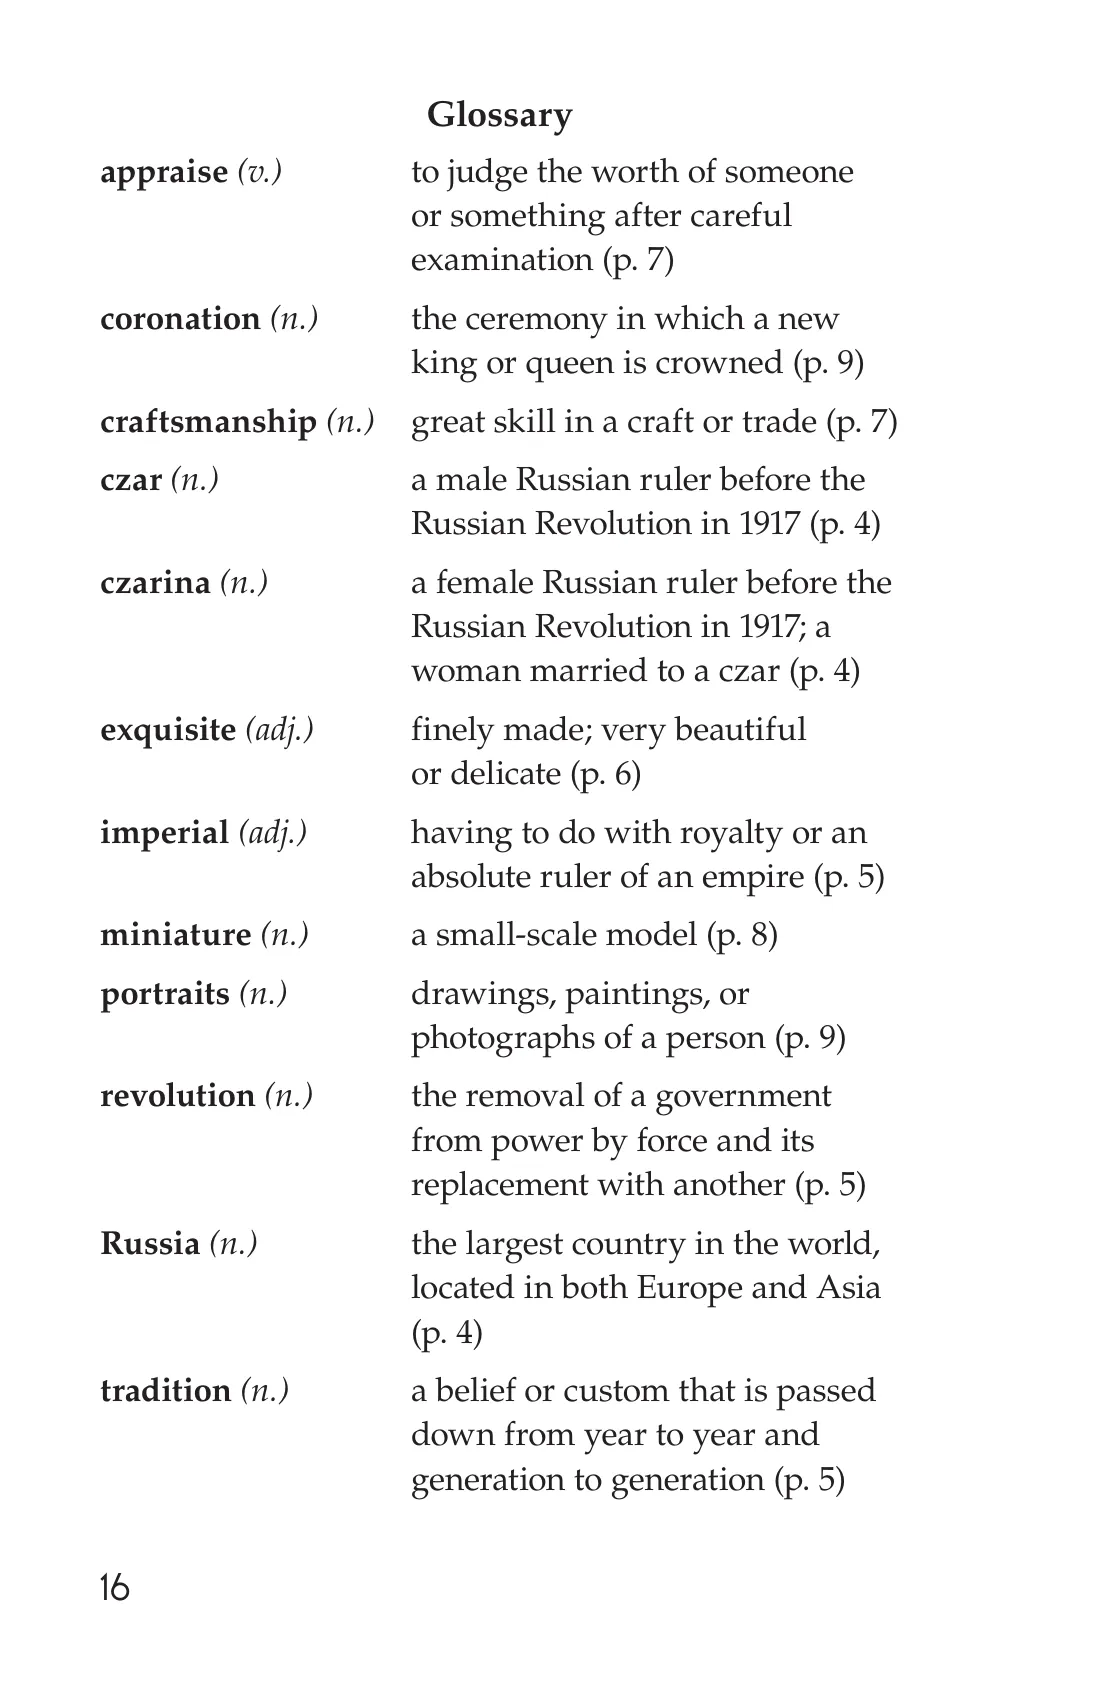 Glossary
appraise (v.) to judge the worth of someone
or something after careful
examination (p. 7)
coronation (n.) the ceremony in which a new
king or queen is crowned (p. 9)
craftsmanship (n.) great skill in a craft or trade (p. 7)
czar (n.) a male Russian ruler before the
Russian Revolution in 1917 (p. 4)
czarina (n.) a female Russian ruler before the
Russian Revolution in 1917; a
woman married to a czar (p. 4)
exquisite (adj.) finely made; very beautiful
or delicate (p. 6)
imperial (adj.) having to do with royalty or an
absolute ruler of an empire (p. 5)
miniature (n.) a small-scale model (p. 8)
portraits (n.) drawings, paintings, or
photographs of a person (p. 9)
revolution (n.) the removal of a government
from power by force and its
replacement with another (p. 5)
Russia (n.) the largest country in the world,
located in both Europe and Asia
(p. 4)
tradition (n.) a belief or custom that is passed
down from year to year and
generation to generation (p. 5)
16